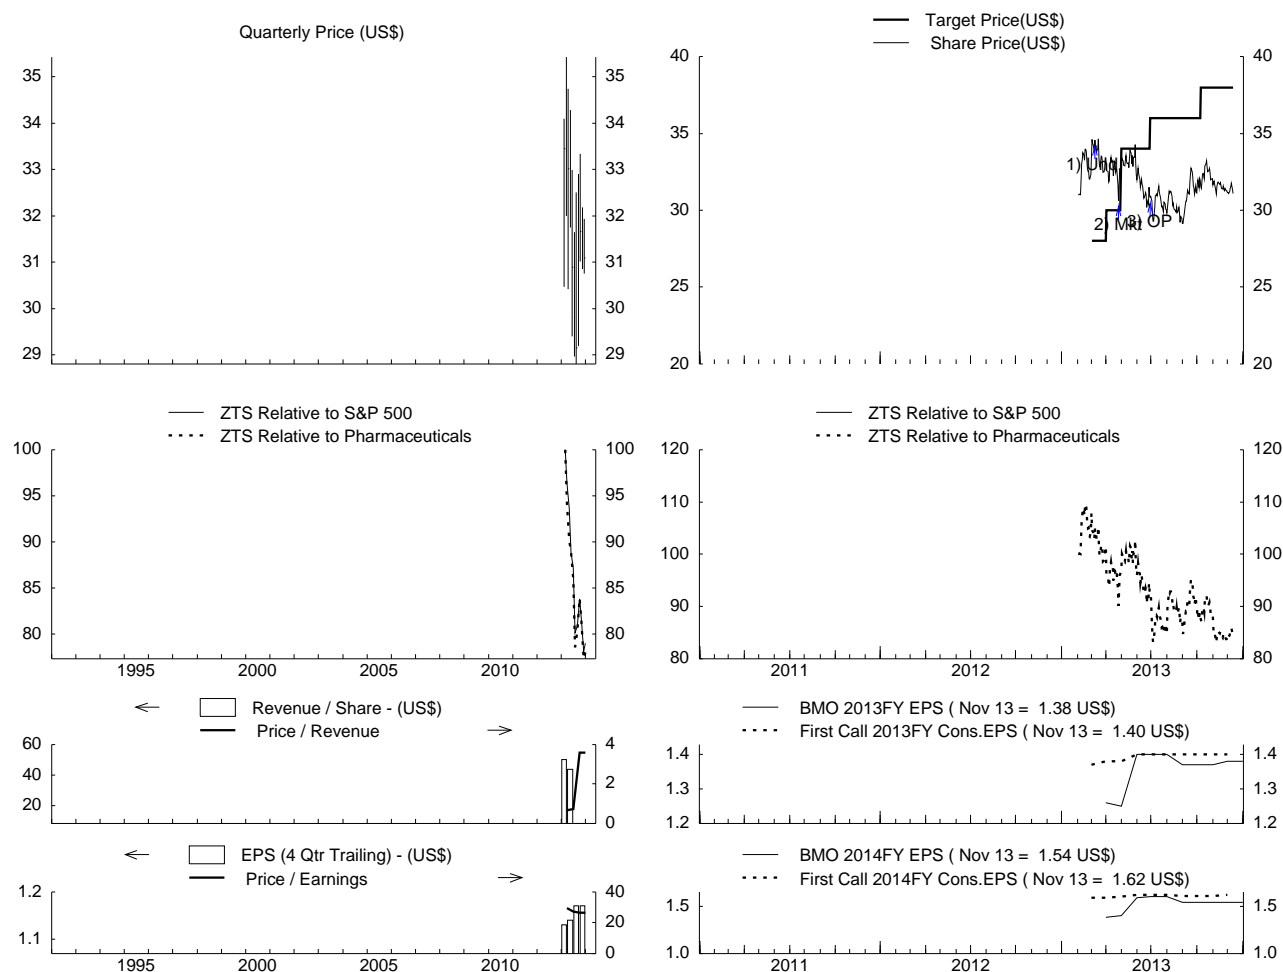 Quarterly Price (US$)
35 35
34 34
33 33
32 32
31 31
30 30
29 29
Target Price(US$)
Share Price(US$)
40 40
35 35
30 30
25 25
20 20
2) Mkt
3) OP
ZTS Relative to S&P 500
ZTS Relative to Pharmaceuticals
100 100
95 95
90 90
85 85
80 80
1995 2000 2005 2010
ZTS Relative to S&P 500
ZTS Relative to Pharmaceuticals
120 120
110 110
100 100
90 90
80 80
2011 2012 2013
Revenue / Share - (US$)
Price / Revenue
60 4
40 2
20
0
BMO 2013FY EPS ( Nov 13 = 1.38 US$)
First Call 2013FY Cons.EPS ( Nov 13 = 1.40 US$)
1.4 1.4
1.3 1.3
1.2 1.2
EPS (4 Qtr Trailing) - (US$)
Price / Earnings
1.2 40
20
1.1
0
1995 2000 2005 2010
BMO 2014FY EPS ( Nov 13 = 1.54 US$)
First Call 2014FY Cons.EPS ( Nov 13 = 1.62 US$)
1.5 1.5
1.0 1.0
2011 2012 2013